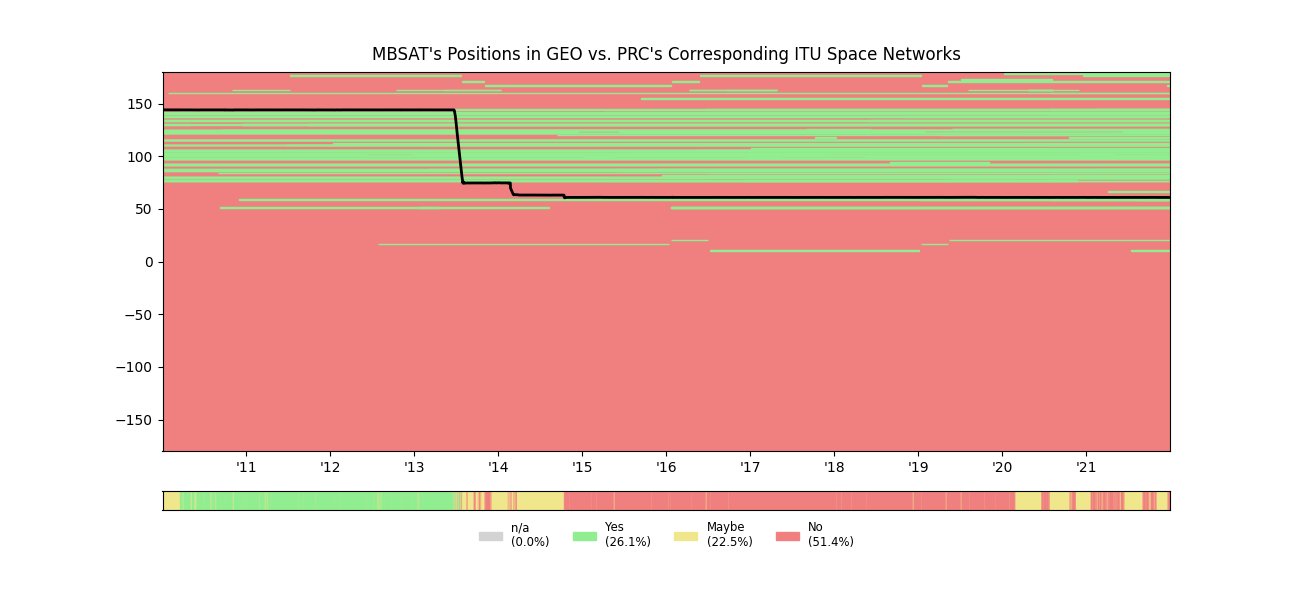 MBSAT's Positions in GEO vs. PRC's Corresponding ITU Space Networks
150
100
50
0
−50
−100
−150
'11 '12 '13 '14 '15 '16 '17 '18 '19 '20 '21
n/a Yes Maybe No
(0.0%) (26.1%) (22.5%) (51.4%)